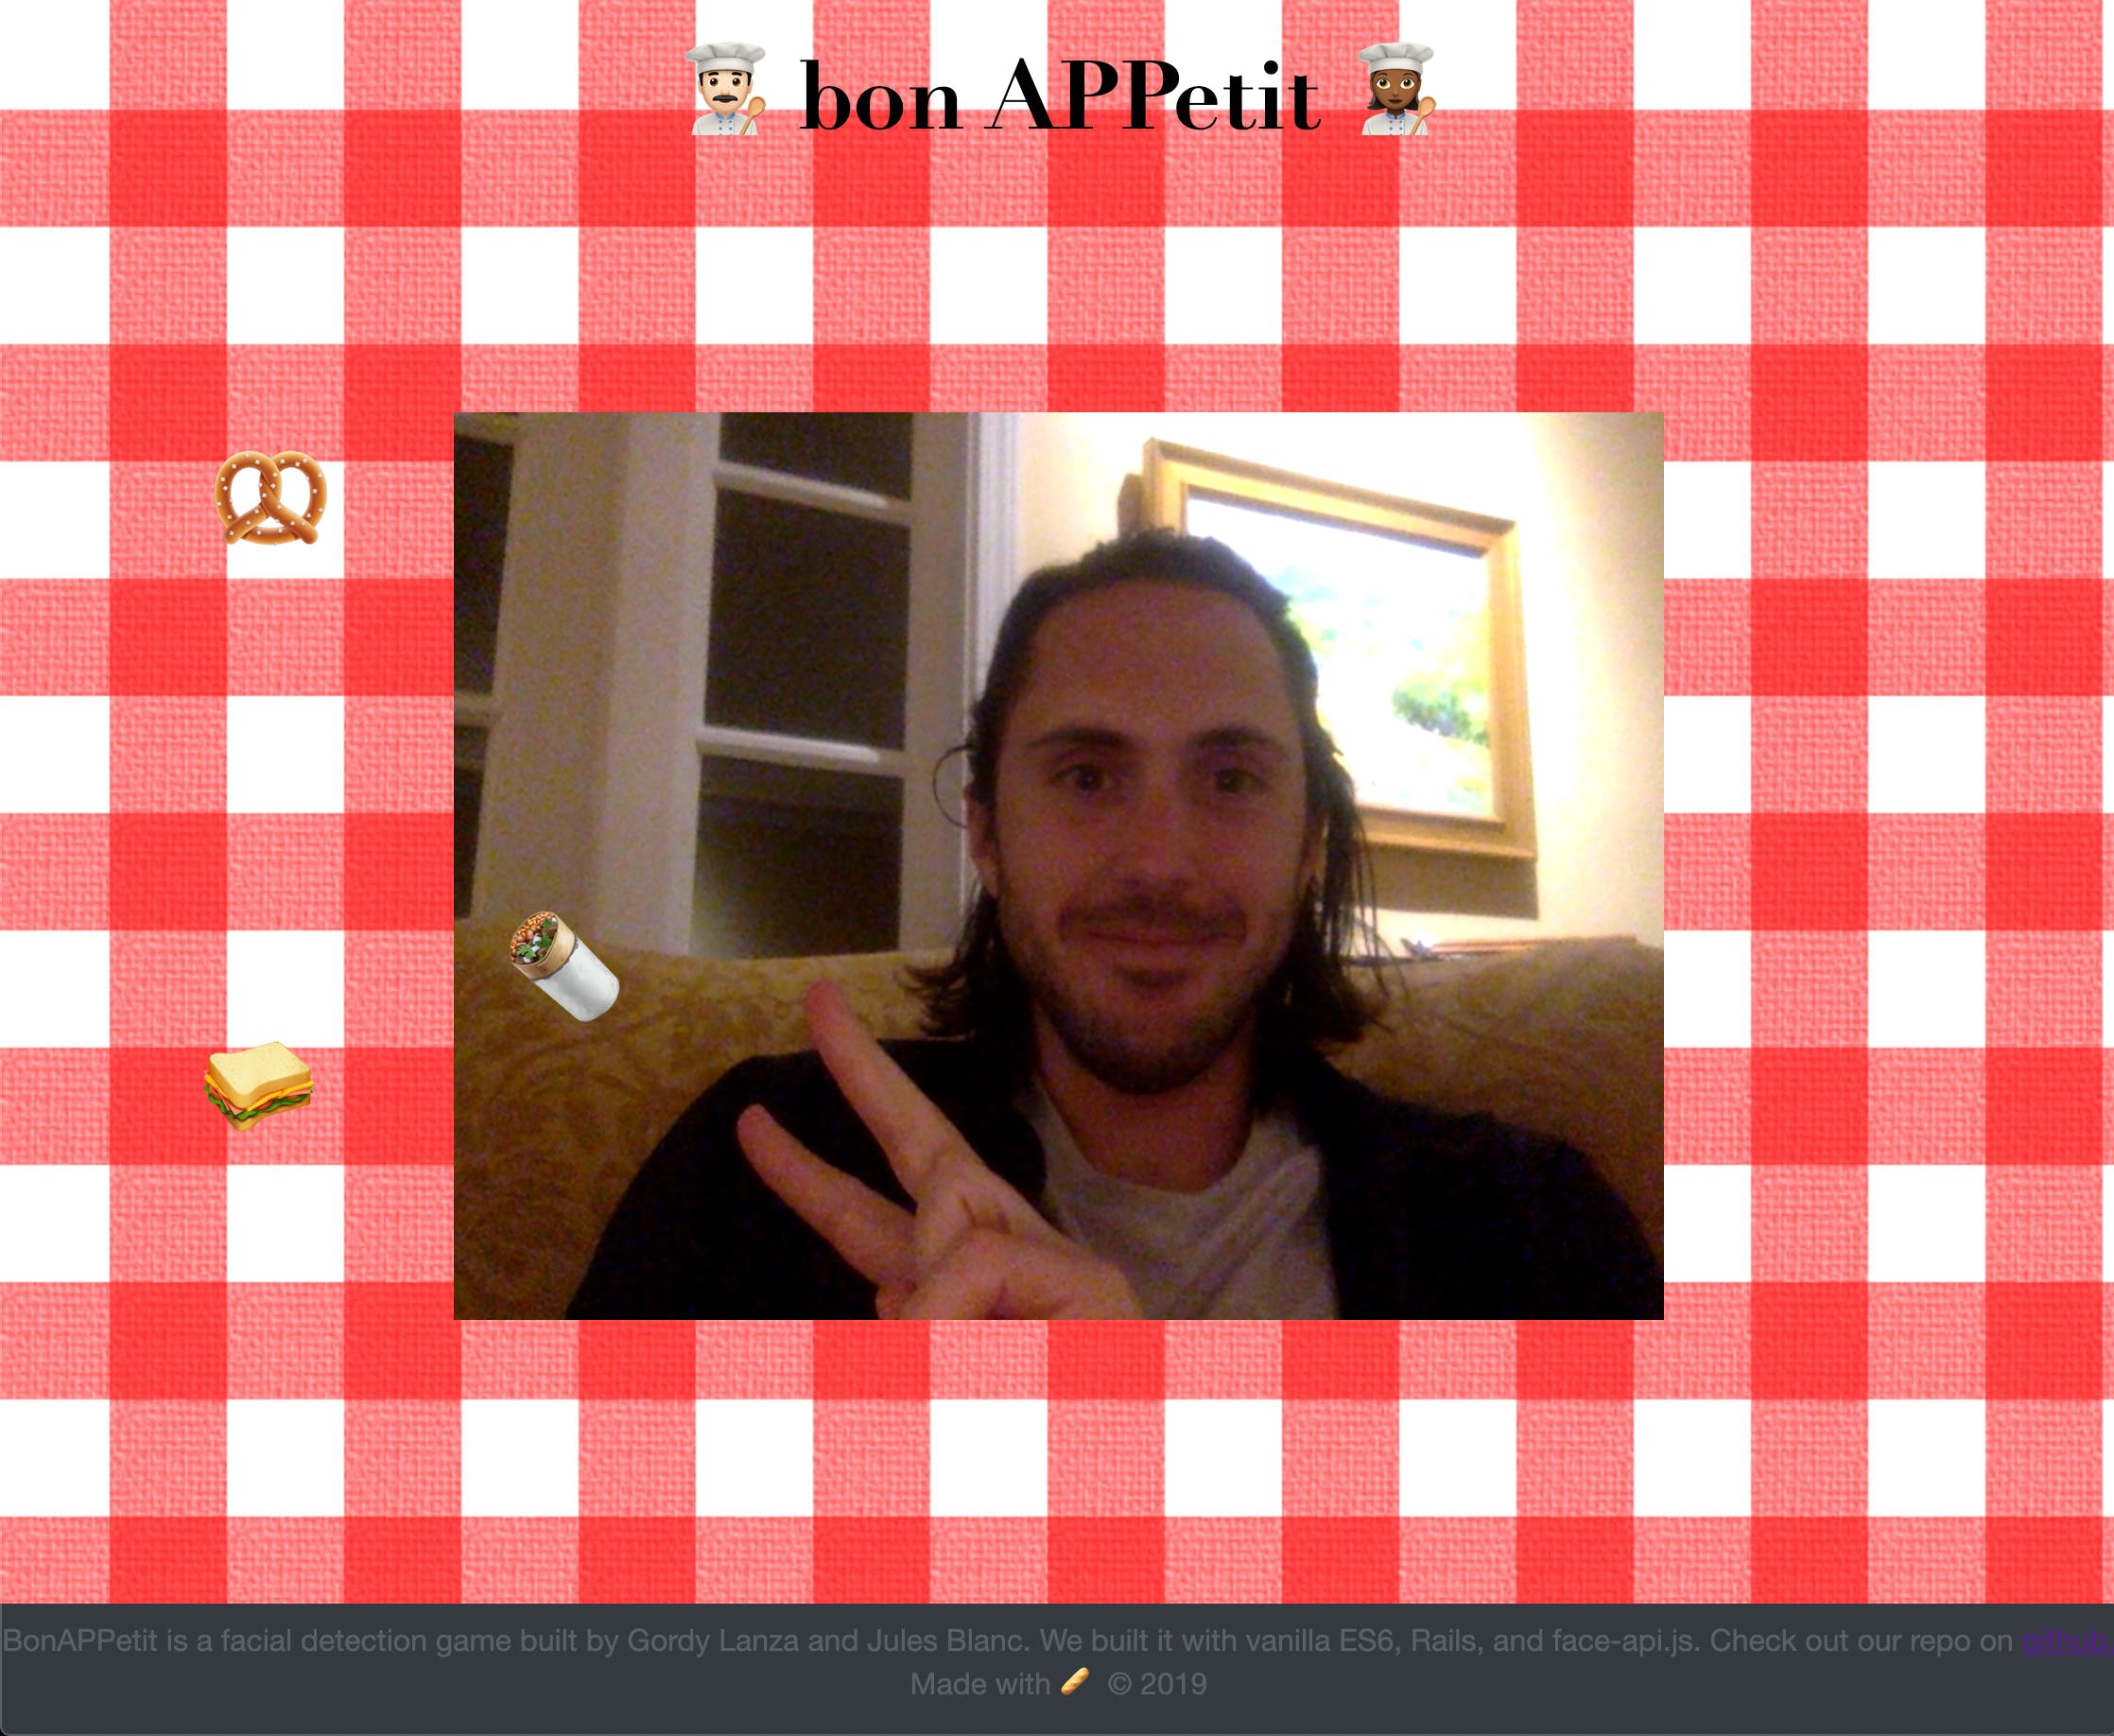 bon APPetit
BonAPPetit is a facial detection game built by Gordy Lanza and Jules Blanc. We built it with vanilla ES6, Rails, and face-api.js. Check out our repo on github.
Made with 🥖 © 2019